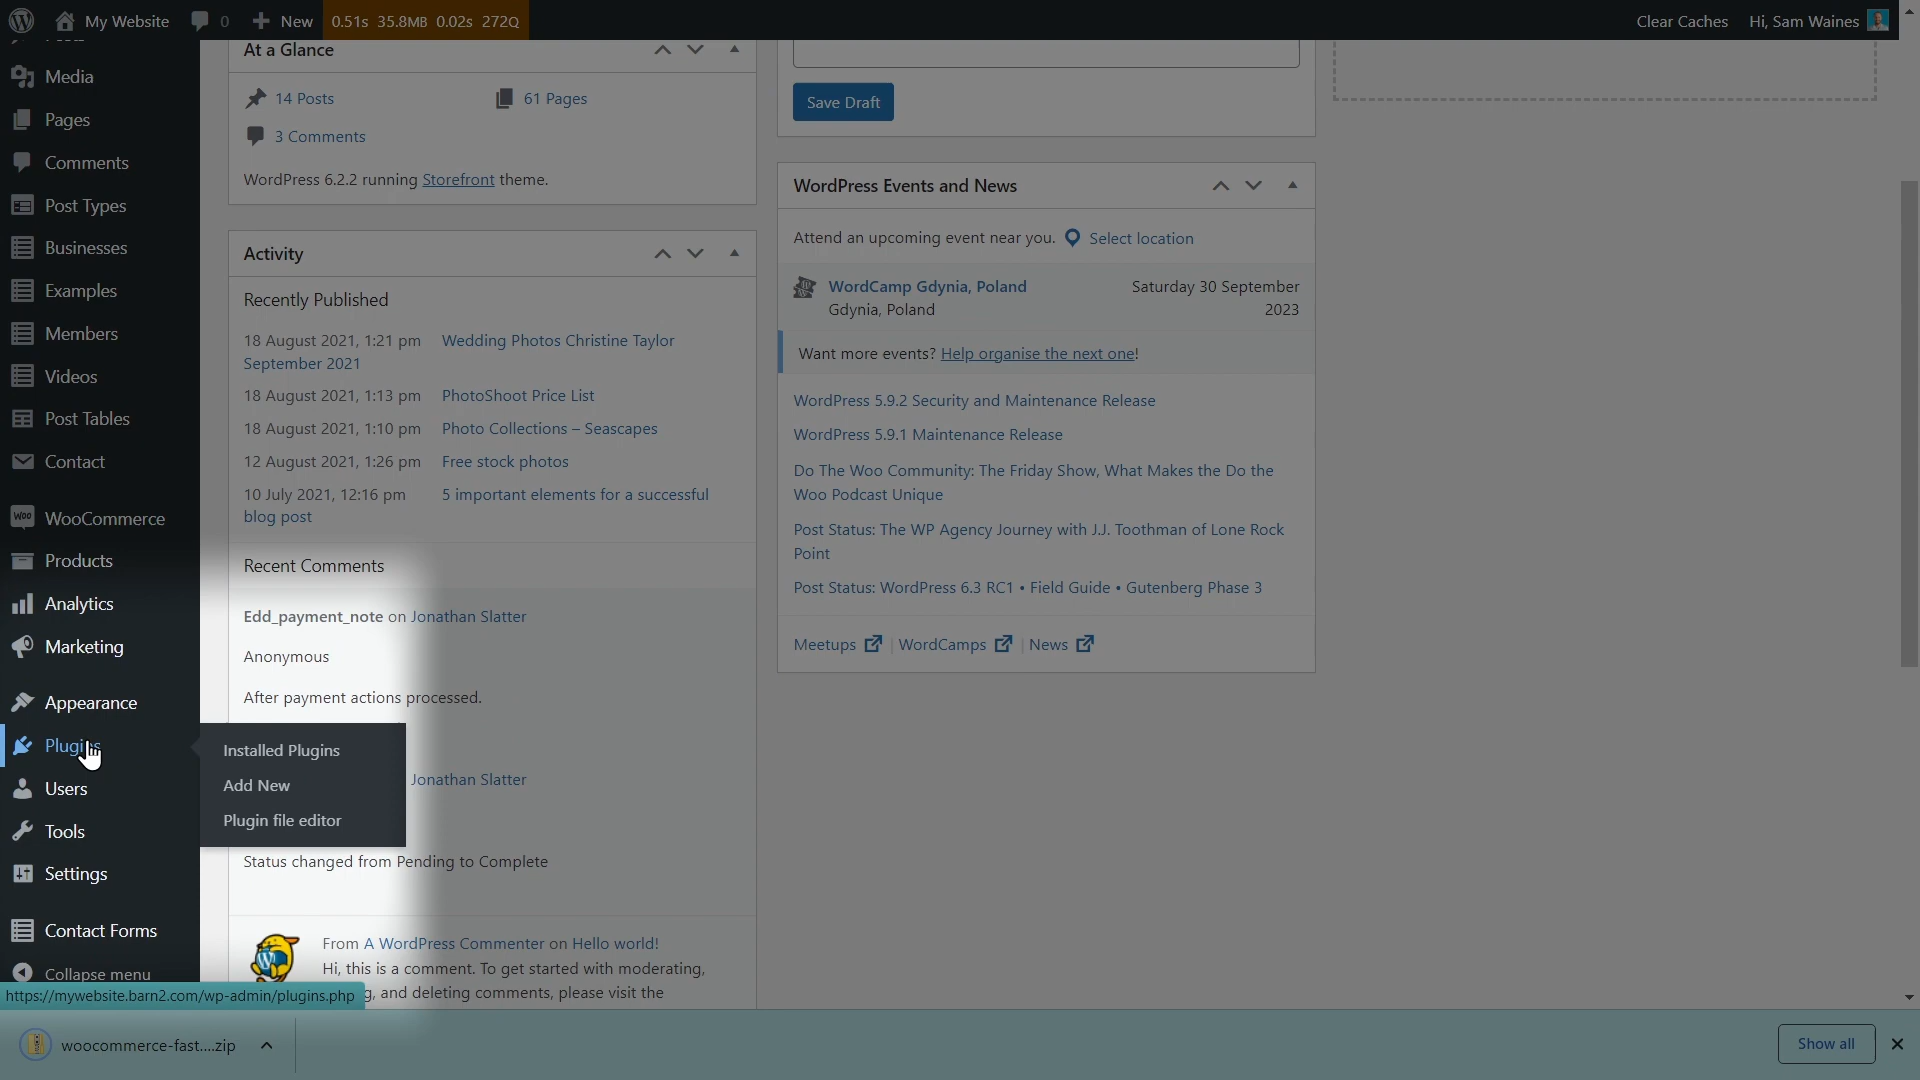 My Website
0
New
0.51s 35.8MB 0.02s 272Q
Clear Caches
Hi, Sam Waines
Media
Pages
Comments
Post Types
Businesses
Examples
Members
Videos
Post Tables
Contact
WooCommerce
Products
Analytics
Marketing
Appearance
Plugins
Users
Tools
Settings
Contact Forms
Collapse menu
Installed Plugins
Add New
Plugin file editor
At a Glance
14 Posts
61 Pages
3 Comments
WordPress 6.2.2 running Storefront theme.
Activity
Recently Published
18 August 2021, 1:21 pm Wedding Photos Christine Taylor
September 2021
18 August 2021, 1:13 pm PhotoShoot Price List
18 August 2021, 1:10 pm Photo Collections – Seascapes
12 August 2021, 1:26 pm Free stock photos
10 July 2021, 12:16 pm 5 important elements for a successful
blog post
Recent Comments
Edd_payment_note on Jonathan Slatter
Anonymous
After payment actions processed.
Jonathan Slatter
Status changed from Pending to Complete
From A WordPress Commenter on Hello world!
Hi, this is a comment. To get started with moderating,
g, and deleting comments, please visit the
Save Draft
WordPress Events and News
Attend an upcoming event near you. Select location
WordCamp Gdynia, Poland
Gdynia, Poland
Saturday 30 September
2023
Want more events? Help organise the next one!
WordPress 5.9.2 Security and Maintenance Release
WordPress 5.9.1 Maintenance Release
Do The Woo Community: The Friday Show, What Makes the Do the
Woo Podcast Unique
Post Status: The WP Agency Journey with J.J. Toothman of Lone Rock
Point
Post Status: WordPress 6.3 RC1 • Field Guide • Gutenberg Phase 3
Meetups | WordCamps | News
https://mywebsite.barn2.com/wp-admin/plugins.php
woocommerce-fast....zip
Show all